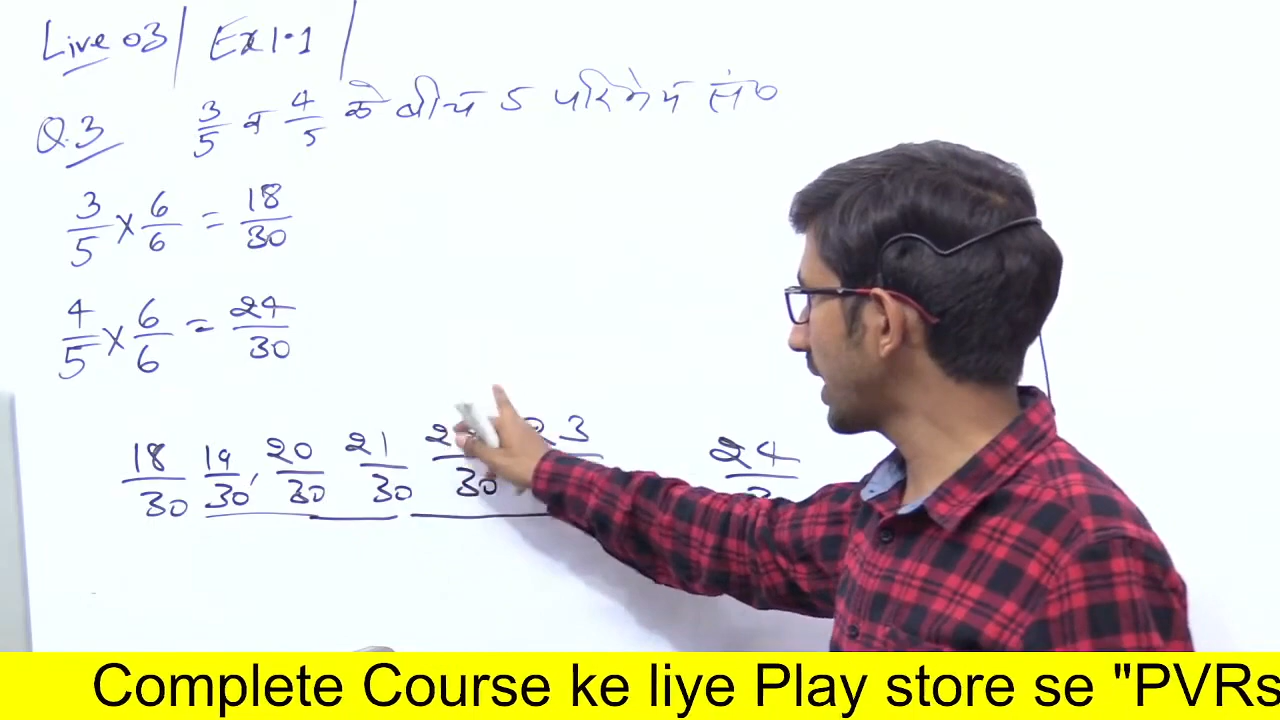 Live 03 | Ex 1.1 |
Q.3 3/5 व 4/5 के बीच 5 परिमेय सं०
3/5 × 6/6 = 18/30
4/5 × 6/6 = 24/30
18/30 19/30, 20/30 21/30 23 24
Complete Course ke liye Play store se "PVRs